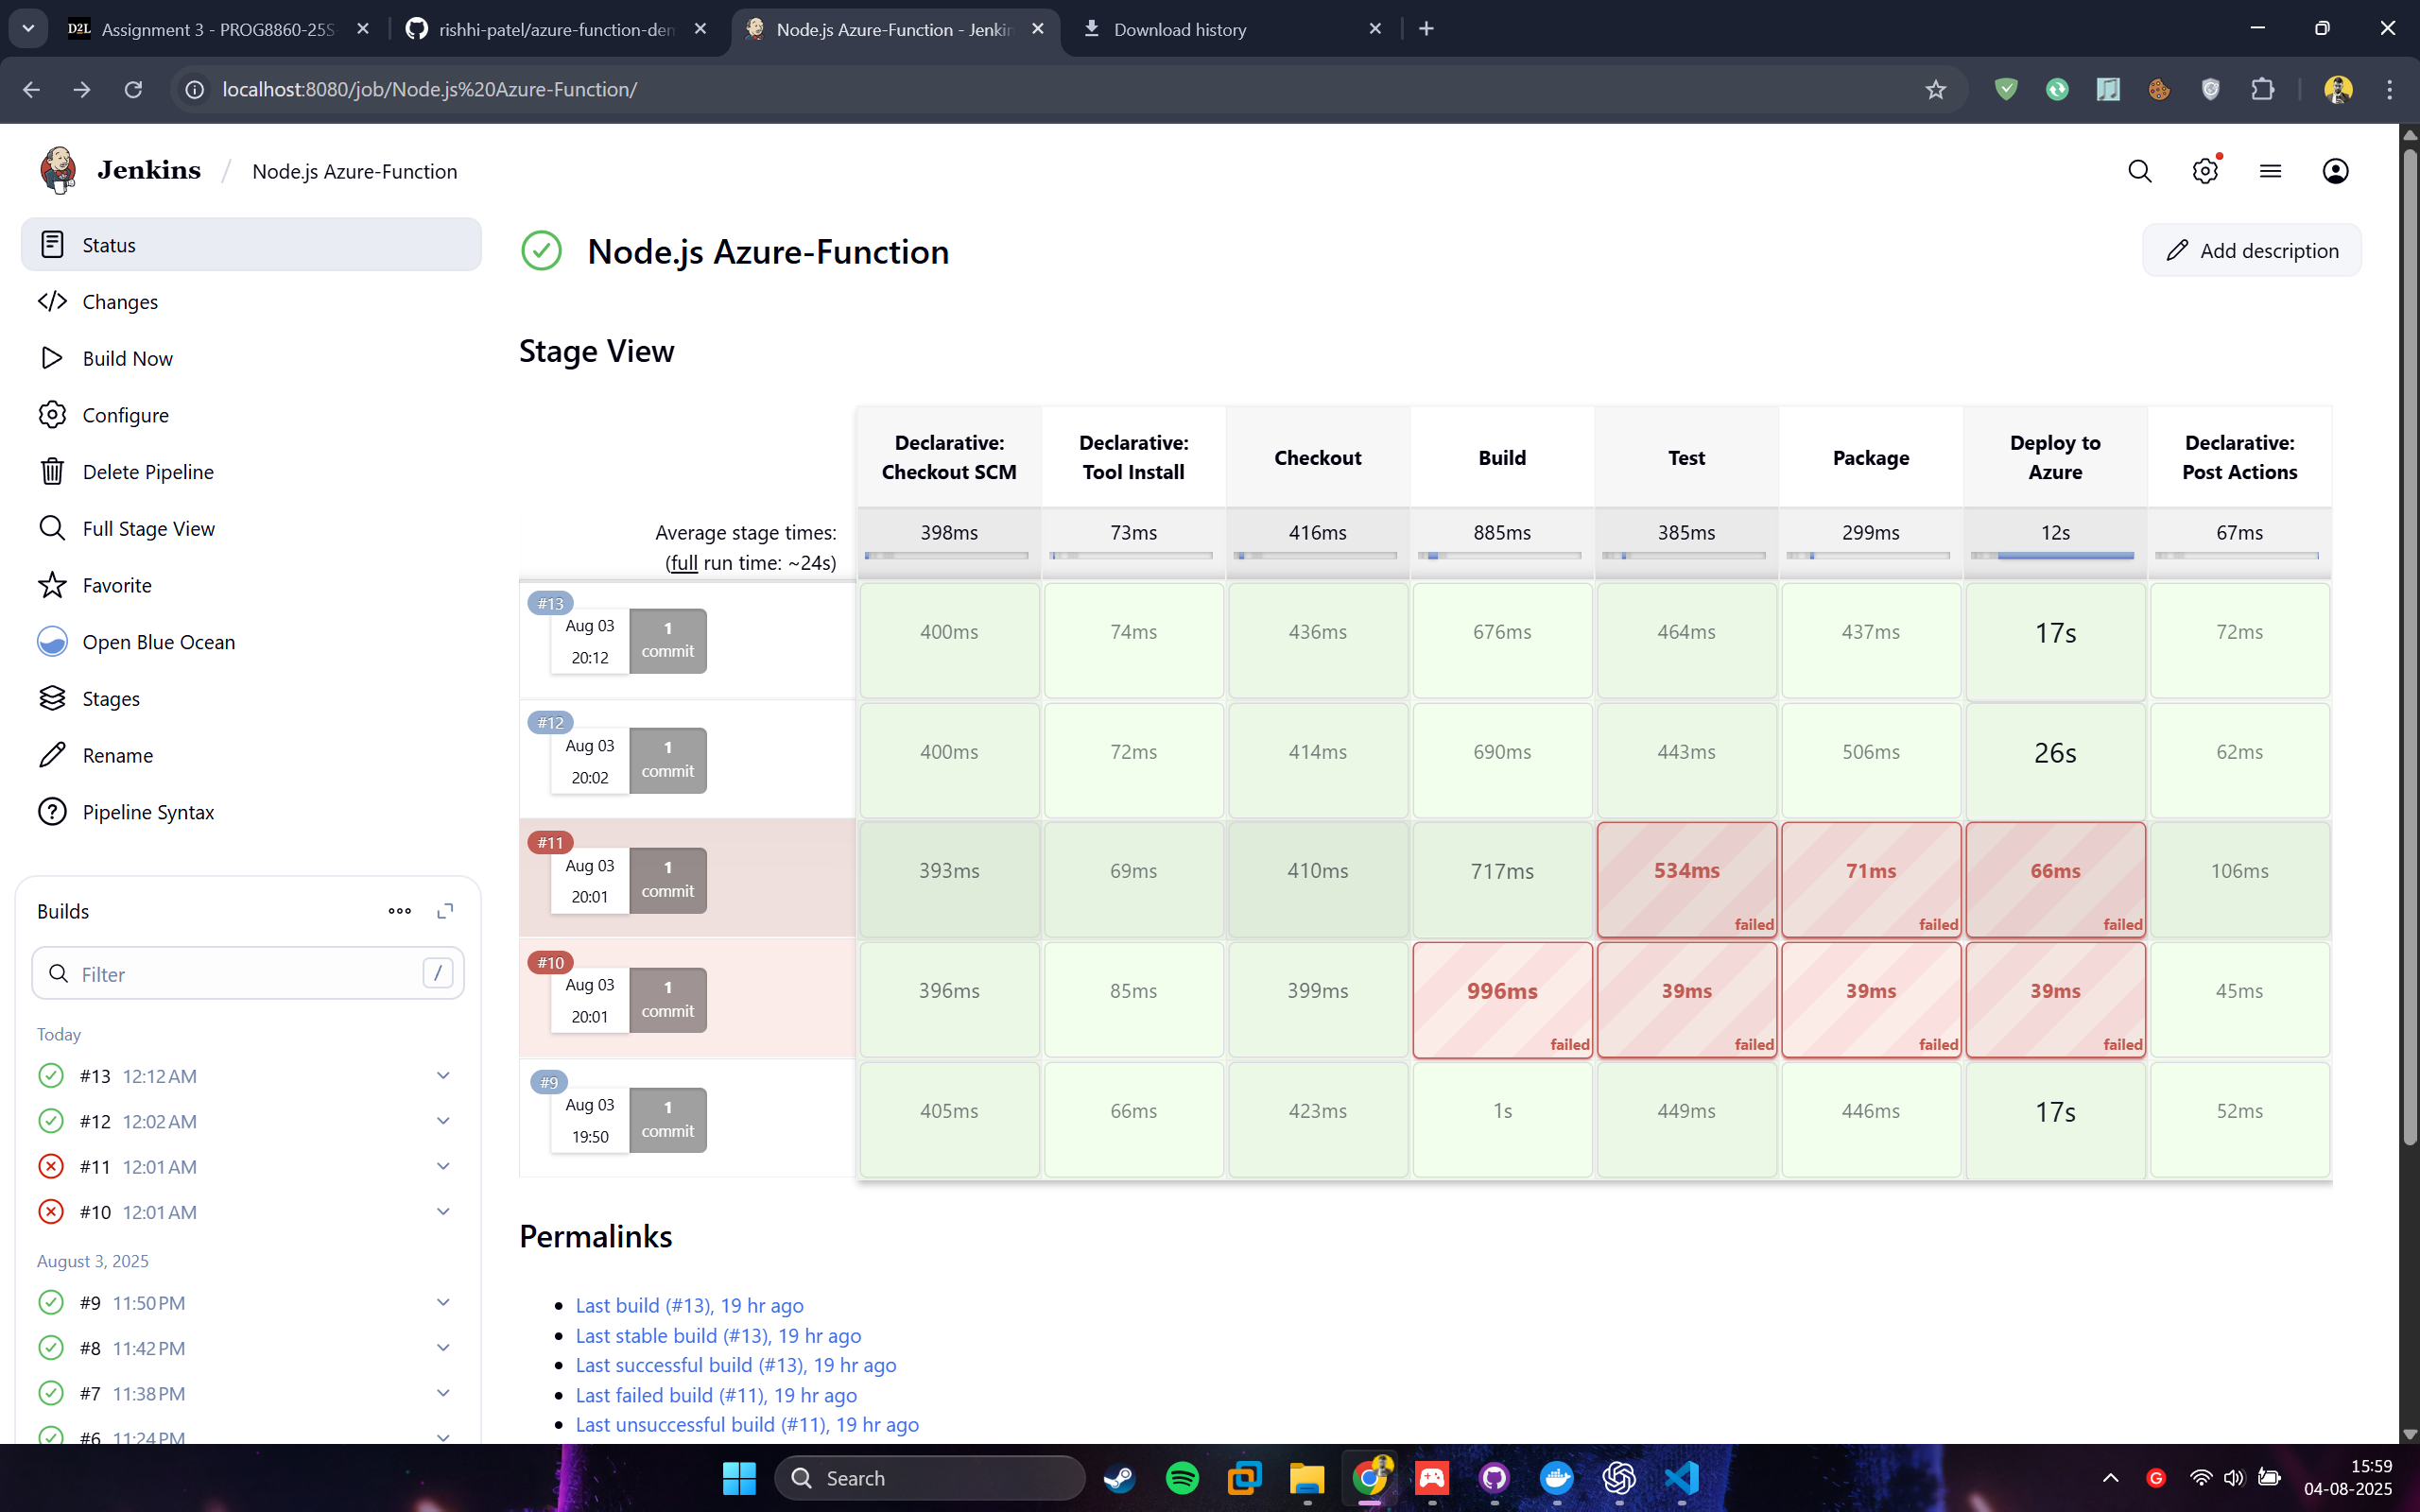 Assignment 3 - PROG8860-25S-
rishhi-patel/azure-function-dem
Node.js Azure-Function - Jenkin
Download history
localhost:8080/job/Node.js%20Azure-Function/
Jenkins / Node.js Azure-Function
Status
Changes
Build Now
Configure
Delete Pipeline
Full Stage View
Favorite
Open Blue Ocean
Stages
Rename
Pipeline Syntax
Builds
Filter
/
Today
#13 12:12 AM
#12 12:02 AM
#11 12:01 AM
#10 12:01 AM
August 3, 2025
#9 11:50 PM
#8 11:42 PM
#7 11:38 PM
#6 11:24 PM
Node.js Azure-Function
Add description
Stage View
Declarative: Checkout SCM
Declarative: Tool Install
Checkout
Build
Test
Package
Deploy to Azure
Declarative: Post Actions
Average stage times:
(full run time: ~24s)
398ms 73ms 416ms 885ms 385ms 299ms 12s 67ms
#13
Aug 03
20:12
1
commit
400ms 74ms 436ms 676ms 464ms 437ms 17s 72ms
#12
Aug 03
20:02
1
commit
400ms 72ms 414ms 690ms 443ms 506ms 26s 62ms
#11
Aug 03
20:01
1
commit
393ms 69ms 410ms 717ms 534ms 71ms 66ms 106ms
failed failed failed
#10
Aug 03
20:01
1
commit
396ms 85ms 399ms 996ms 39ms 39ms 39ms 45ms
failed failed failed failed
#9
Aug 03
19:50
1
commit
405ms 66ms 423ms 1s 449ms 446ms 17s 52ms
Permalinks
Last build (#13), 19 hr ago
Last stable build (#13), 19 hr ago
Last successful build (#13), 19 hr ago
Last failed build (#11), 19 hr ago
Last unsuccessful build (#11), 19 hr ago
Search
15:59
04-08-2025